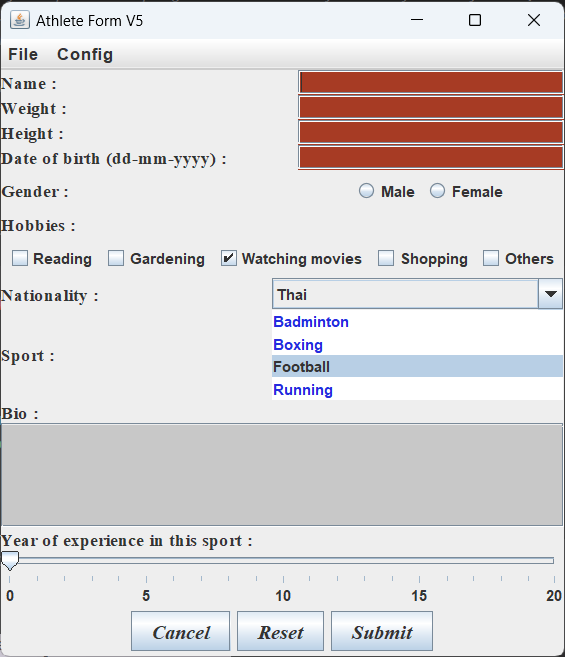 Athlete Form V5
File Config
Name :
Weight :
Height :
Date of birth (dd-mm-yyyy) :
Gender : Male Female
Hobbies :
Reading Gardening Watching movies Shopping Others
Nationality : Thai
Badminton
Boxing
Sport :
Football
Running
Bio :
Year of experience in this sport :
0 5 10 15 20
Cancel Reset Submit